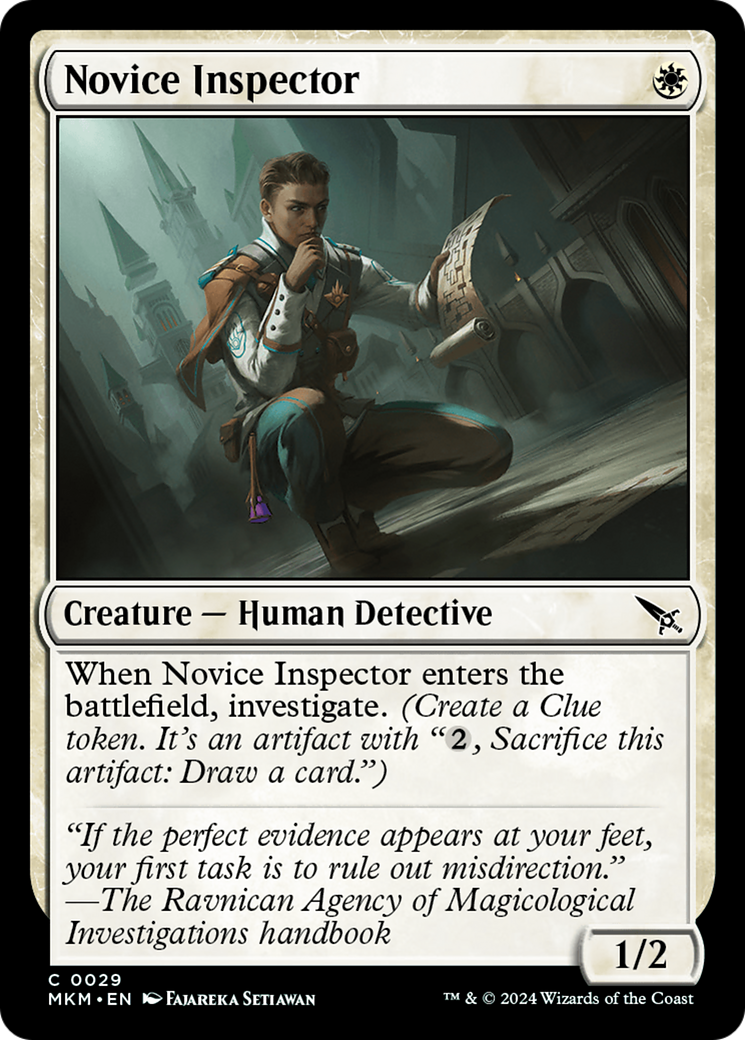 Novice Inspector
Creature — Human Detective
When Novice Inspector enters the
battlefield, investigate. (Create a Clue
token. It's an artifact with “2, Sacrifice this
artifact: Draw a card.”)
“If the perfect evidence appears at your feet,
your first task is to rule out misdirection.”
—The Ravnican Agency of Magicological
Investigations handbook
1/2
C 0029
MKM • EN Fajareka Setiawan
™ & © 2024 Wizards of the Coast